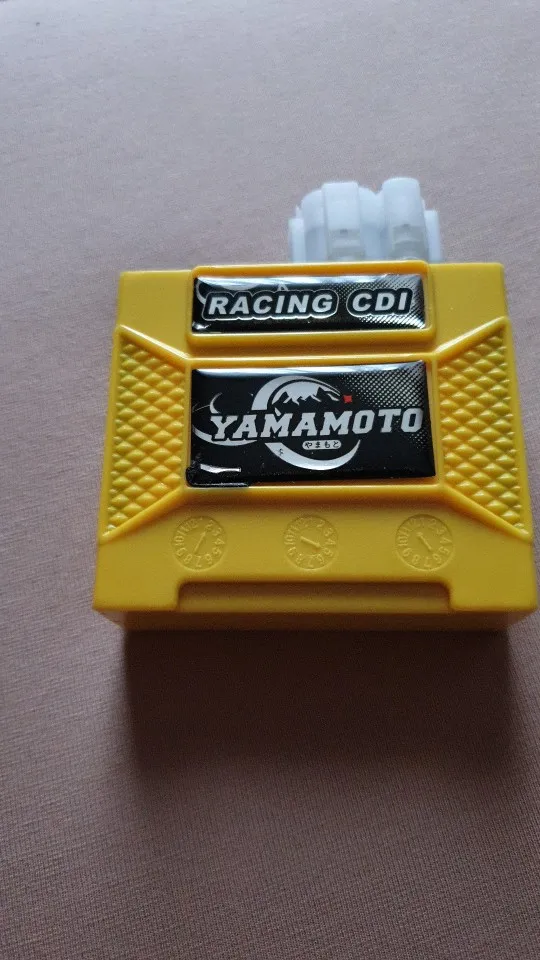 RACING CDI
YAMAMOTO
やまもと